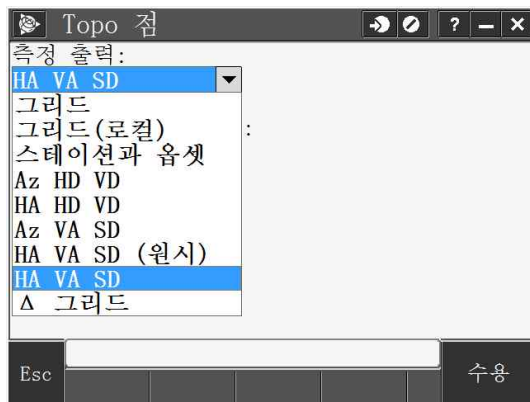 Topo 점
? – ×
측정 출력:
HA VA SD
그리드
그리드(로컬) :
스테이션과 옵셋
Az HD VD
HA HD VD
Az VA SD
HA VA SD (원시)
HA VA SD
Δ 그리드
Esc 수용